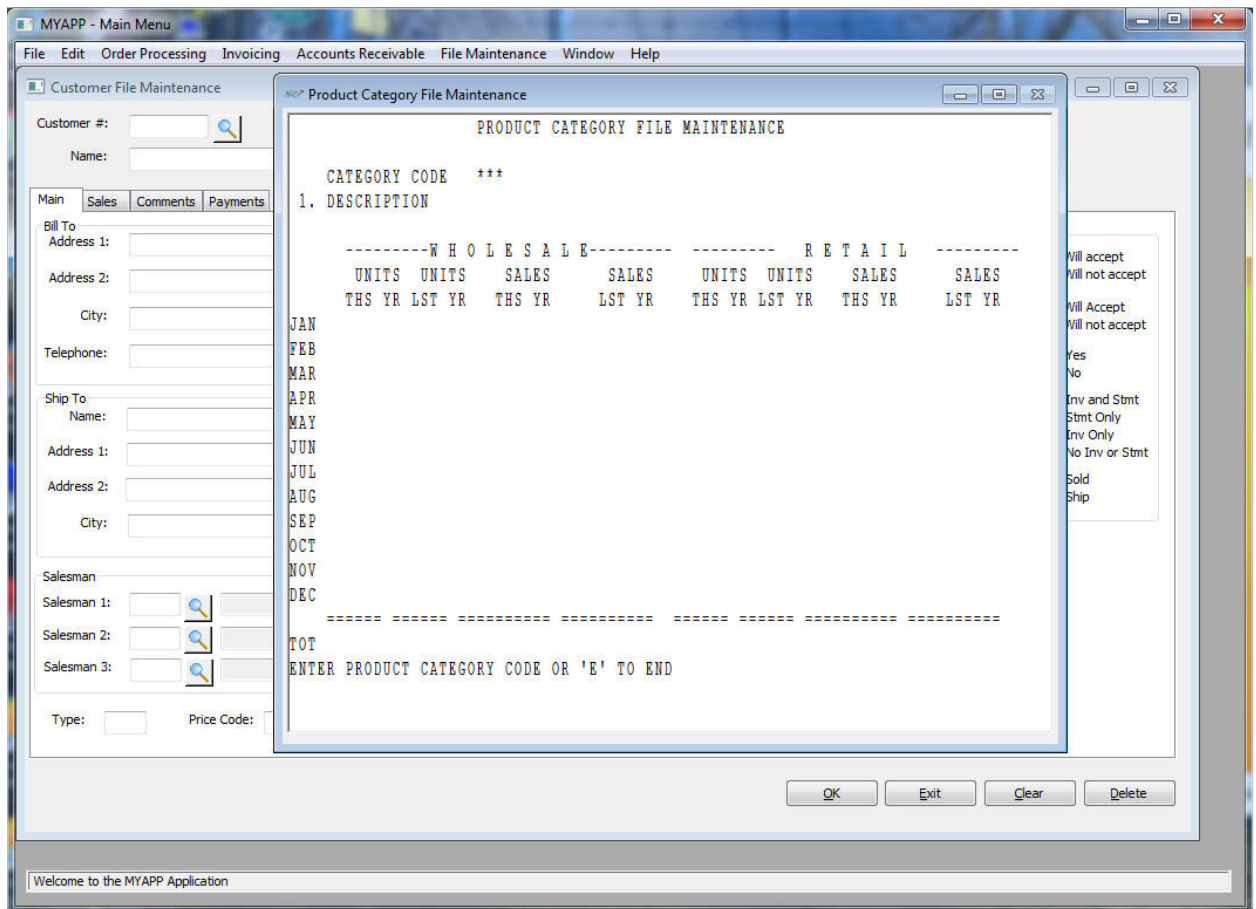 MYAPP - Main Menu
File Edit Order Processing Invoicing Accounts Receivable File Maintenance Window Help
Customer File Maintenance
Customer #:
Name:
Main Sales Comments Payments
Bill To
Address 1:
Address 2:
City:
Telephone:
Ship To
Name:
Address 1:
Address 2:
City:
Salesman
Salesman 1:
Salesman 2:
Salesman 3:
Type: Price Code:
Product Category File Maintenance
PRODUCT CATEGORY FILE MAINTENANCE
CATEGORY CODE ***
1. DESCRIPTION
---------W H O L E S A L E--------- --------- R E T A I L ---------
UNITS UNITS SALES SALES UNITS UNITS SALES SALES
THS YR LST YR THS YR LST YR THS YR LST YR THS YR LST YR
JAN
FEB
MAR
APR
MAY
JUN
JUL
AUG
SEP
OCT
NOV
DEC
====== ====== ========== ========== ====== ====== ========== ==========
TOT
ENTER PRODUCT CATEGORY CODE OR 'E' TO END
Will accept
Will not accept
Will Accept
Will not accept
Yes
No
Inv and Stmt
Stmt Only
Inv Only
No Inv or Stmt
Sold
Ship
OK Exit Clear Delete
Welcome to the MYAPP Application